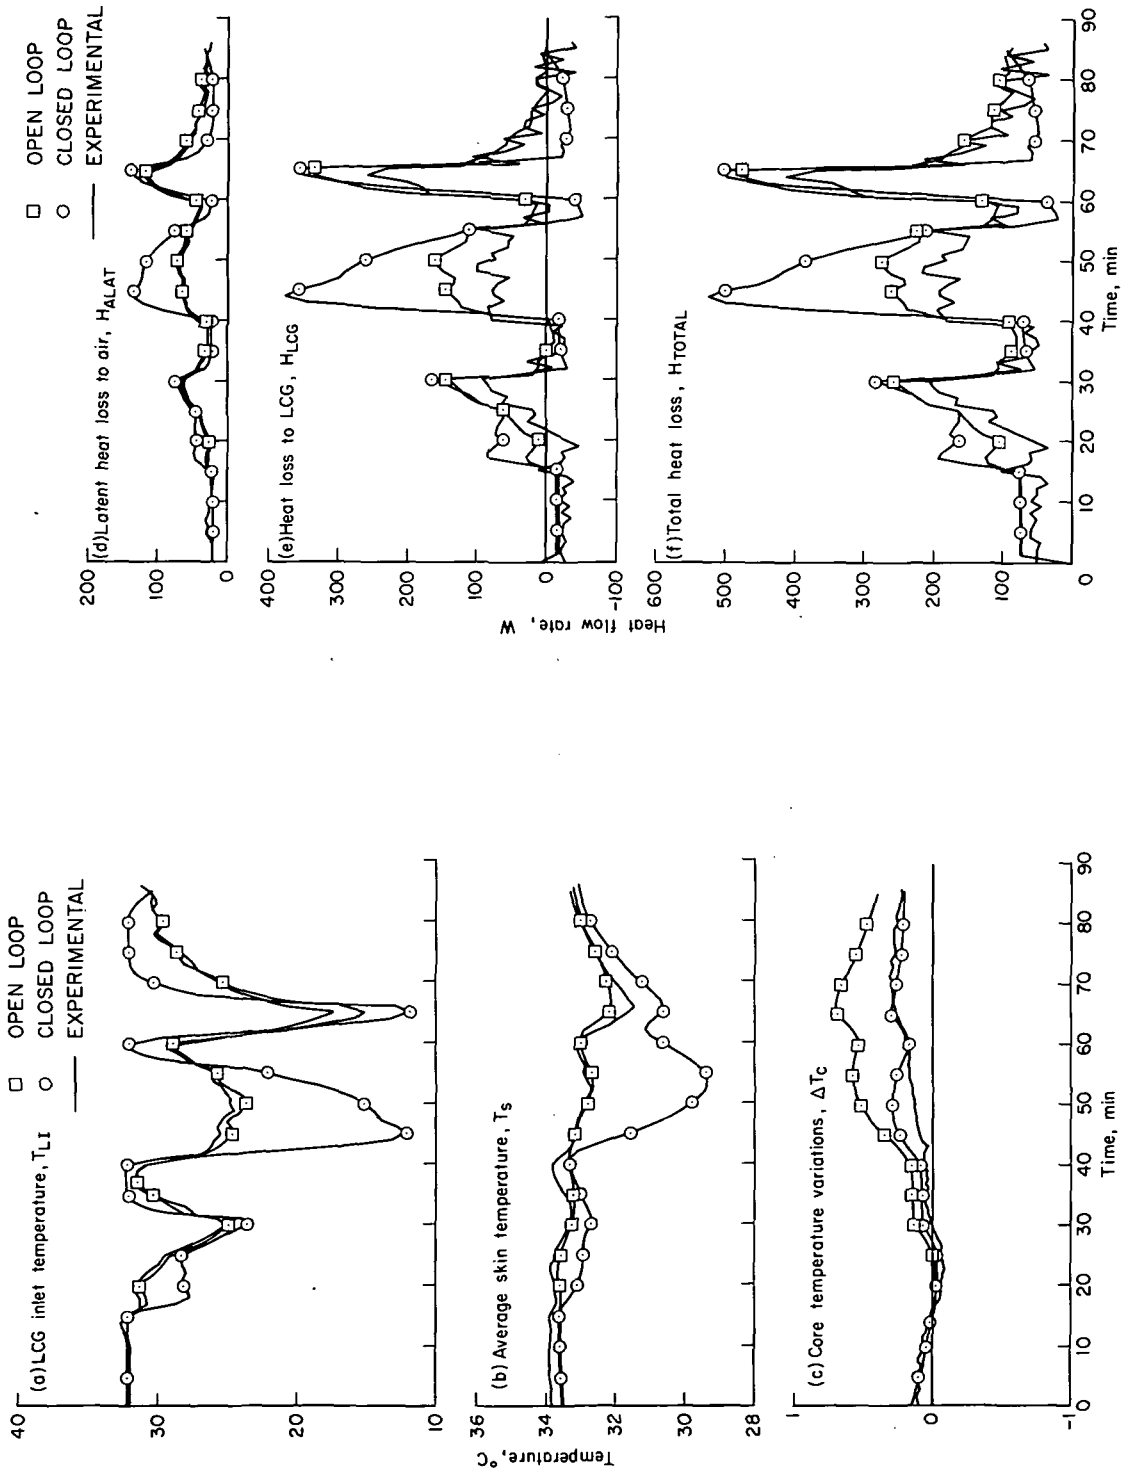 □ OPEN LOOP
○ CLOSED LOOP
— EXPERIMENTAL
40
30
20
10
(a) LCG inlet temperature, TLI
36
34
32
30
28
(b) Average skin temperature, Ts
Temperature, °C
1
0
-1
(c) Core temperature variations, ΔTc
0 10 20 30 40 50 60 70 80 90
Time, min
□ OPEN LOOP
○ CLOSED LOOP
— EXPERIMENTAL
200
100
0
(d) Latent heat loss to air, HALAT
400
300
200
100
0
-100
(e) Heat loss to LCG, HLCG
Heat flow rate, W
600
500
400
300
200
100
0
(f) Total heat loss, HTOTAL
0 10 20 30 40 50 60 70 80 90
Time, min